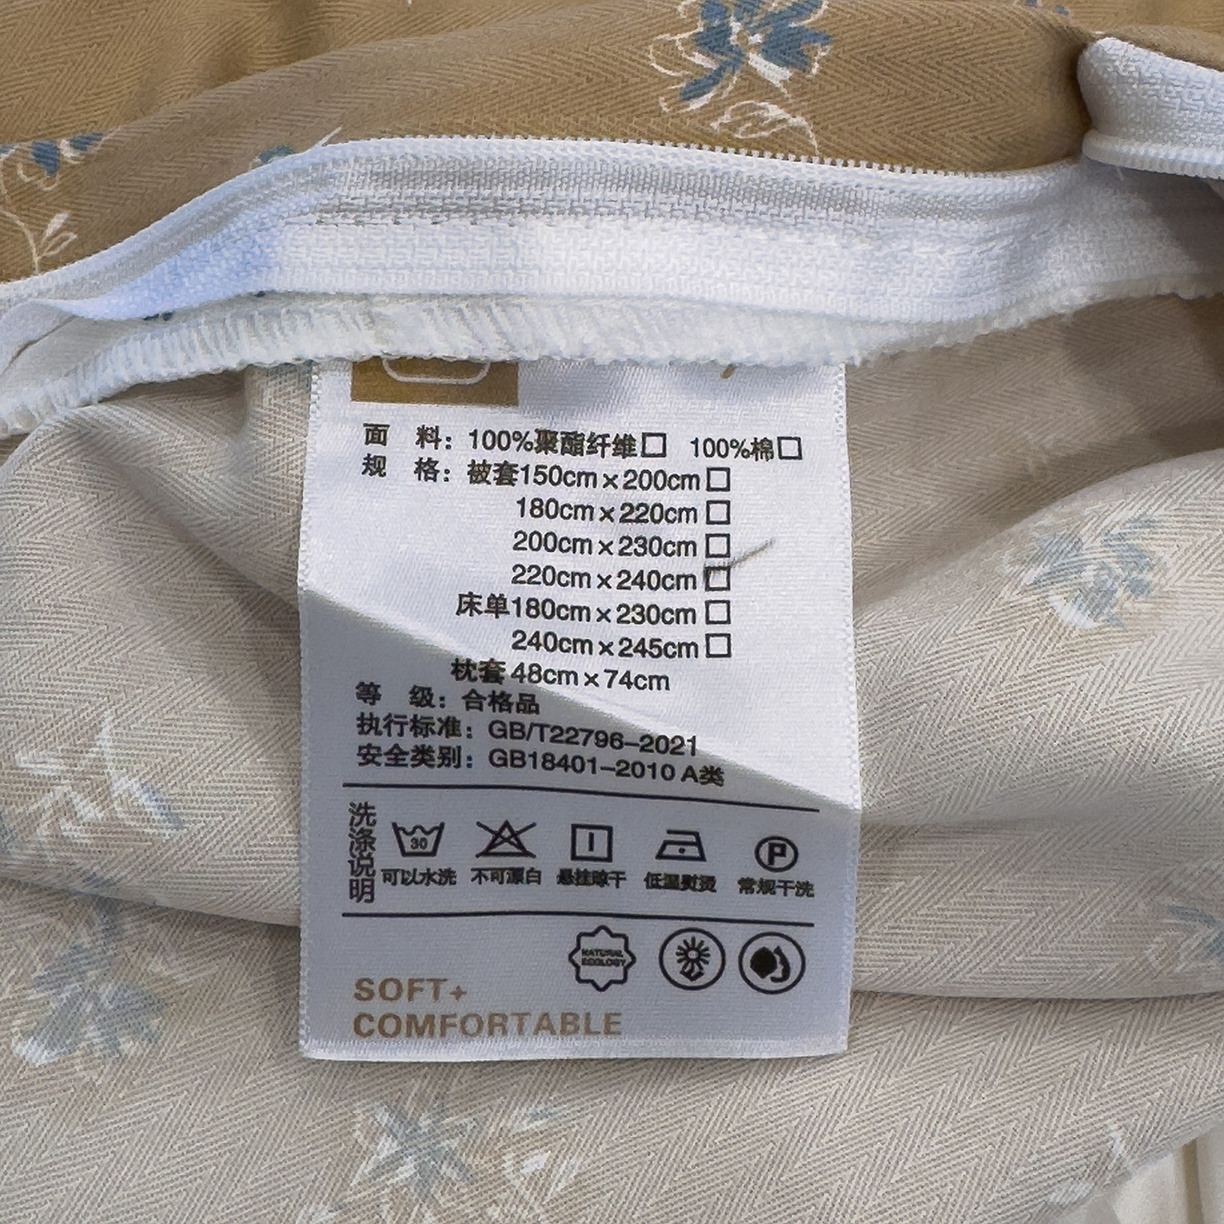 面 料：100%聚酯纤维□ 100%棉□
规 格：被套150cm×200cm□
180cm×220cm□
200cm×230cm□
220cm×240cm□
床单180cm×230cm□
240cm×245cm□
枕套 48cm×74cm
等 级：合格品
执行标准：GB/T22796-2021
安全类别：GB18401-2010 A类
洗涤说明
30
P
可以水洗 不可漂白 悬挂晾干 低温熨烫 常规干洗
NATURAL
ECOLOGY
SOFT+
COMFORTABLE